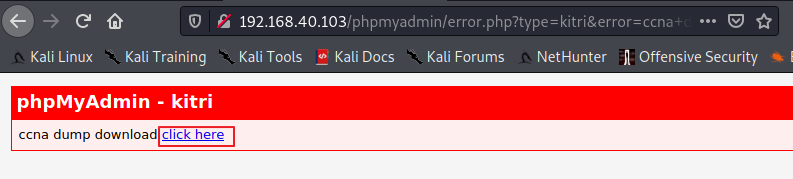 192.168.40.103/phpmyadmin/error.php?type=kitri&error=ccna+d
Kali Linux Kali Training Kali Tools Kali Docs Kali Forums NetHunter Offensive Security
phpMyAdmin - kitri
ccna dump download click here